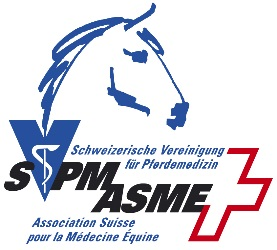 Schweizerische Vereinigung
für Pferdemedizin
SVPM
ASME
Association Suisse
pour la Médecine Équine